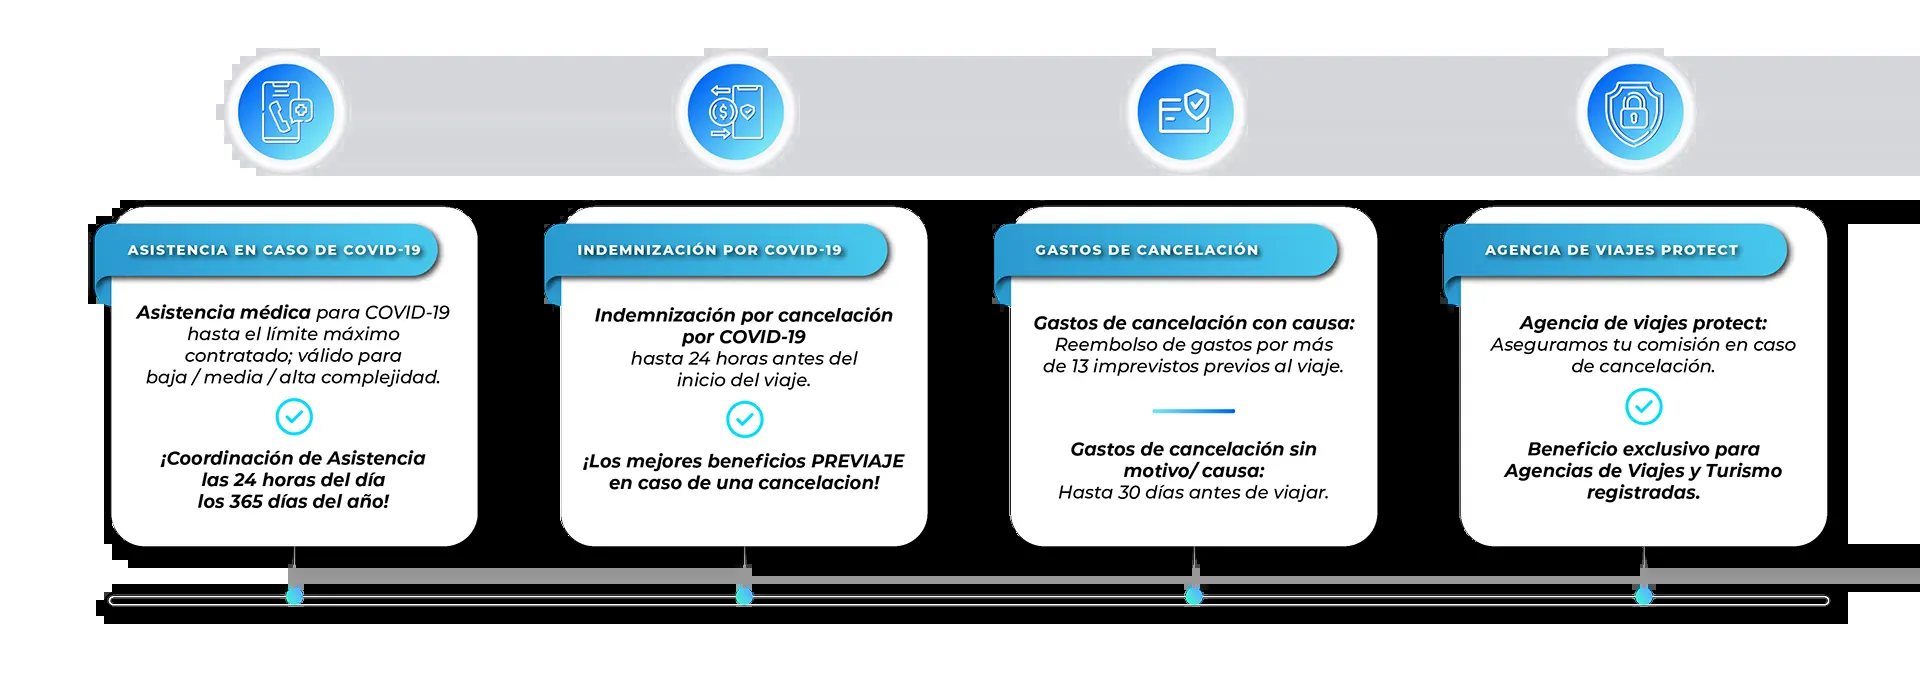 ASISTENCIA EN CASO DE COVID-19
Asistencia médica para COVID-19
hasta el límite máximo
contratado; válido para
baja / media / alta complejidad.
¡Coordinación de Asistencia
las 24 horas del día
los 365 días del año!
INDEMNIZACIÓN POR COVID-19
Indemnización por cancelación
por COVID-19
hasta 24 horas antes del
inicio del viaje.
¡Los mejores beneficios PREVIAJE
en caso de una cancelacion!
GASTOS DE CANCELACIÓN
Gastos de cancelación con causa:
Reembolso de gastos por más
de 13 imprevistos previos al viaje.
Gastos de cancelación sin
motivo/ causa:
Hasta 30 días antes de viajar.
AGENCIA DE VIAJES PROTECT
Agencia de viajes protect:
Aseguramos tu comisión en caso
de cancelación.
Beneficio exclusivo para
Agencias de Viajes y Turismo
registradas.